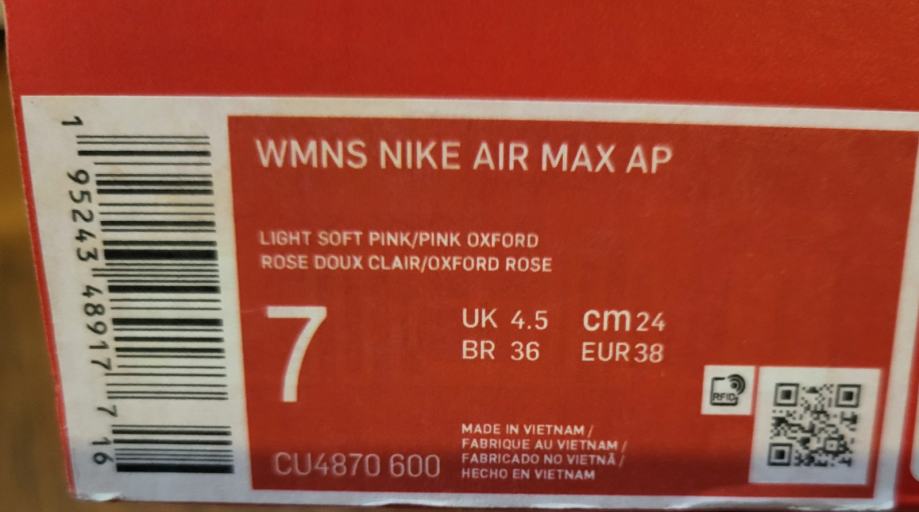 WMNS NIKE AIR MAX AP
LIGHT SOFT PINK/PINK OXFORD
ROSE DOUX CLAIR/OXFORD ROSE
7
UK 4.5 cm 24
BR 36 EUR 38
RFID
MADE IN VIETNAM /
FABRIQUE AU VIETNAM /
FABRICADO NO VIETNÃ /
HECHO EN VIETNAM
CU4870 600
1 95243 48917 7 16